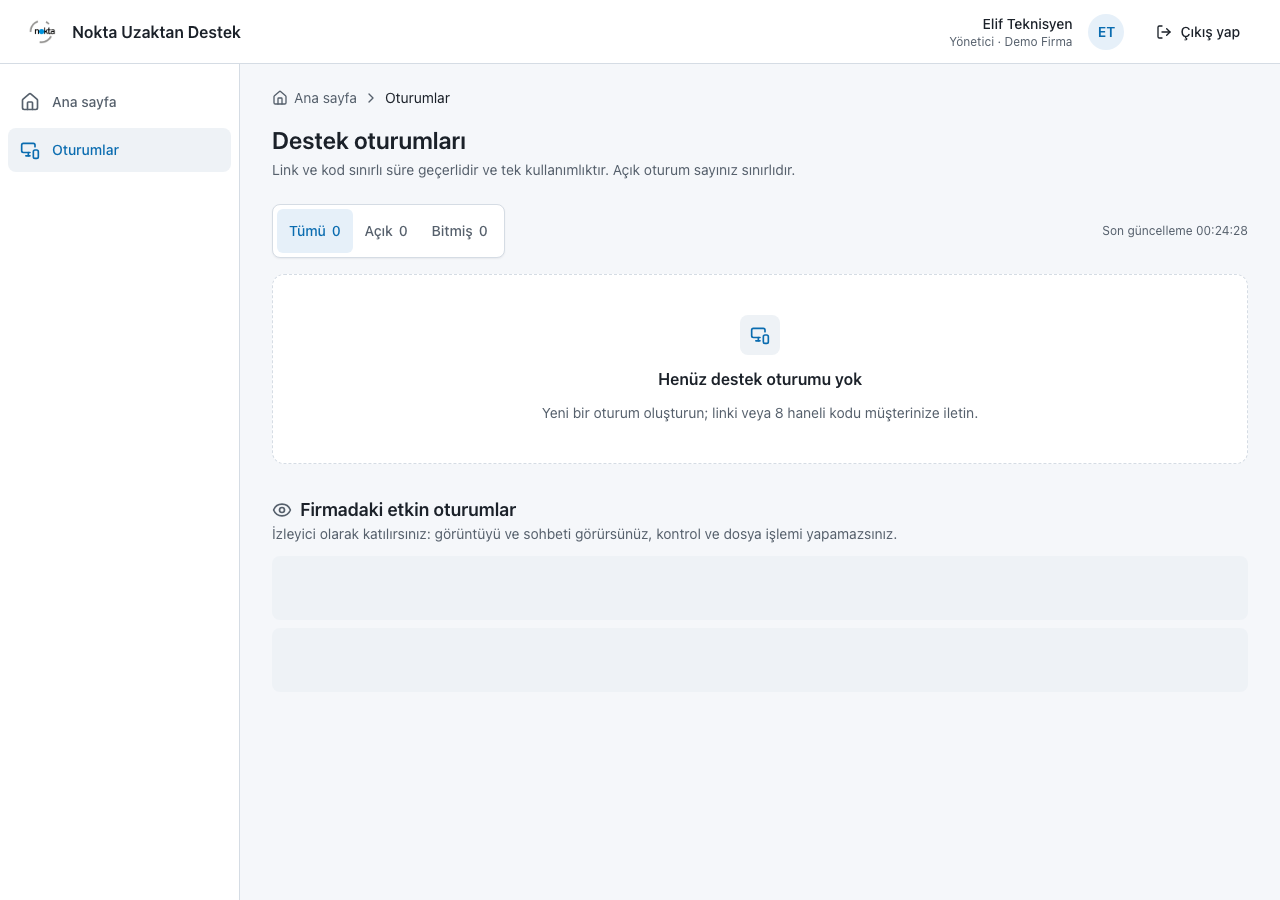 nokta
Nokta Uzaktan Destek
Elif Teknisyen
Yönetici · Demo Firma
ET
Çıkış yap
Ana sayfa
Oturumlar
Ana sayfa
Oturumlar
Destek oturumları
Link ve kod sınırlı süre geçerlidir ve tek kullanımlıktır. Açık oturum sayınız sınırlıdır.
Tümü 0
Açık 0
Bitmiş 0
Son güncelleme 00:24:28
Henüz destek oturumu yok
Yeni bir oturum oluşturun; linki veya 8 haneli kodu müşterinize iletin.
Firmadaki etkin oturumlar
İzleyici olarak katılırsınız: görüntüyü ve sohbeti görürsünüz, kontrol ve dosya işlemi yapamazsınız.